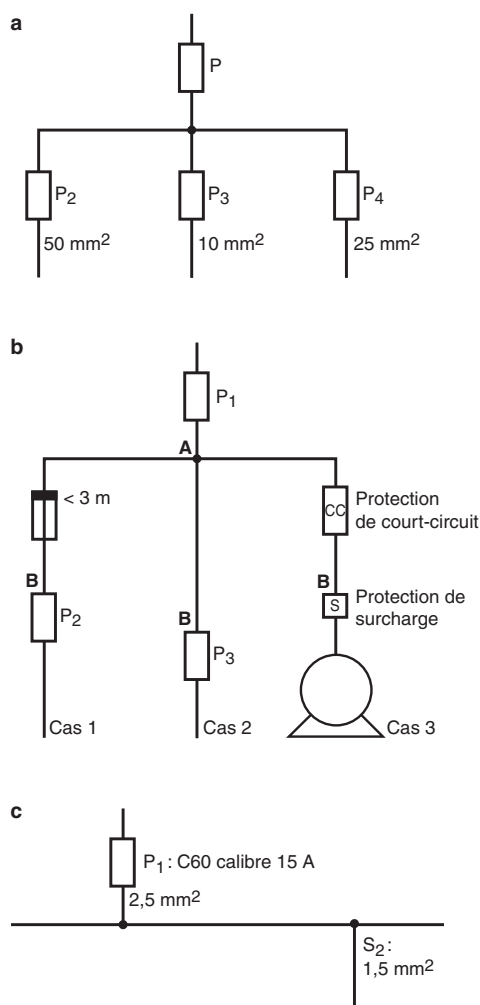 a
P
P2
P3
P4
50 mm2
10 mm2
25 mm2
b
P1
A
< 3 m
CC
Protection
de court-circuit
B
P2
B
P3
B
S
Protection de
surcharge
Cas 1
Cas 2
Cas 3
c
P1 : C60 calibre 15 A
2,5 mm2
S2 :
1,5 mm2